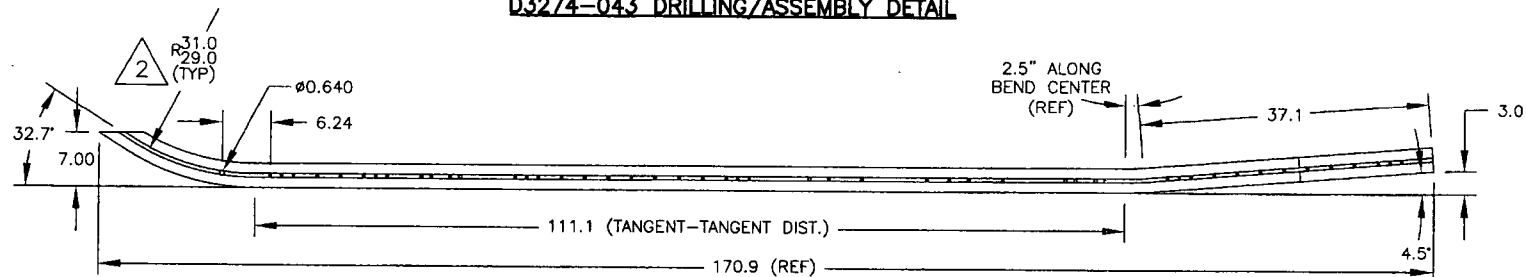 D3274-043 DRILLING/ASSEMBLY DETAIL
2
R31.0
29.0
(TYP)
ø0.640
6.24
32.7°
7.00
2.5" ALONG
BEND CENTER
(REF)
37.1
3.0
111.1 (TANGENT-TANGENT DIST.)
4.5°
170.9 (REF)